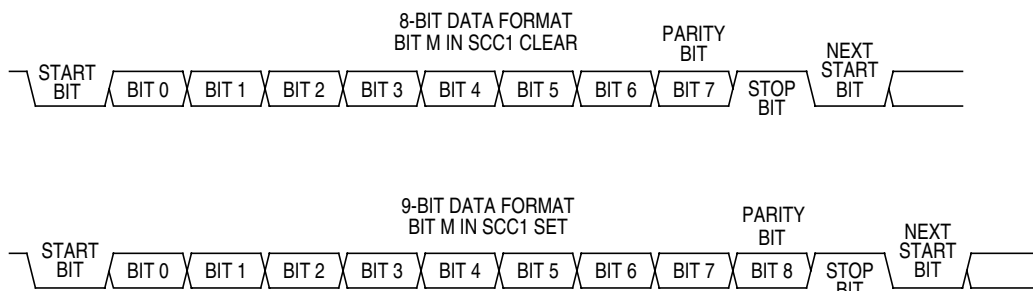 8-BIT DATA FORMAT
BIT M IN SCC1 CLEAR
PARITY
BIT
NEXT
START
BIT
START
BIT
BIT 0
BIT 1
BIT 2
BIT 3
BIT 4
BIT 5
BIT 6
BIT 7
STOP
BIT
9-BIT DATA FORMAT
BIT M IN SCC1 SET
PARITY
BIT
NEXT
START
BIT
START
BIT
BIT 0
BIT 1
BIT 2
BIT 3
BIT 4
BIT 5
BIT 6
BIT 7
BIT 8
STOP
BIT